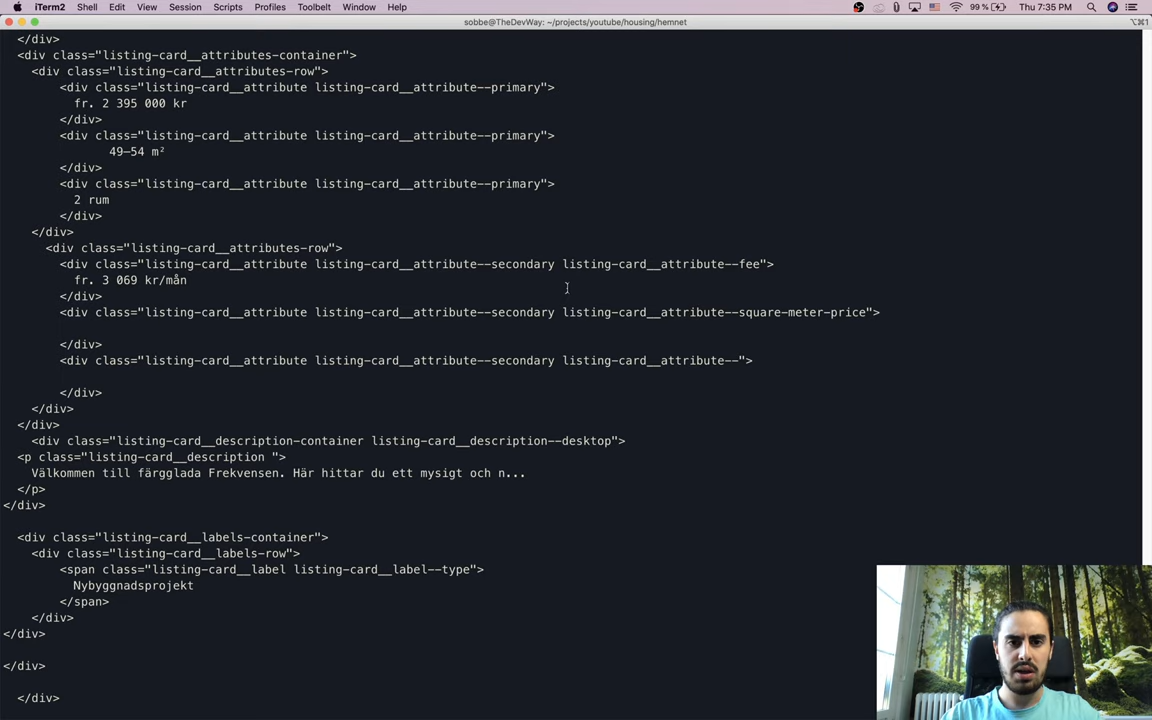 iTerm2 Shell Edit View Session Scripts Profiles Toolbelt Window Help 99 % Thu 7:35 PM
sobbe@TheDevWay: ~/projects/youtube/housing/hemnet ⌥⌘1
</div>
<div class="listing-card__attributes-container">
<div class="listing-card__attributes-row">
<div class="listing-card__attribute listing-card__attribute--primary">
fr. 2 395 000 kr
</div>
<div class="listing-card__attribute listing-card__attribute--primary">
49–54 m²
</div>
<div class="listing-card__attribute listing-card__attribute--primary">
2 rum
</div>
</div>
<div class="listing-card__attributes-row">
<div class="listing-card__attribute listing-card__attribute--secondary listing-card__attribute--fee">
fr. 3 069 kr/mån
</div>
<div class="listing-card__attribute listing-card__attribute--secondary listing-card__attribute--square-meter-price">
</div>
<div class="listing-card__attribute listing-card__attribute--secondary listing-card__attribute--">
</div>
</div>
</div>
<div class="listing-card__description-container listing-card__description--desktop">
<p class="listing-card__description ">
Välkommen till färgglada Frekvensen. Här hittar du ett mysigt och n...
</p>
</div>
<div class="listing-card__labels-container">
<div class="listing-card__labels-row">
<span class="listing-card__label listing-card__label--type">
Nybyggnadsprojekt
</span>
</div>
</div>
</div>
</div>